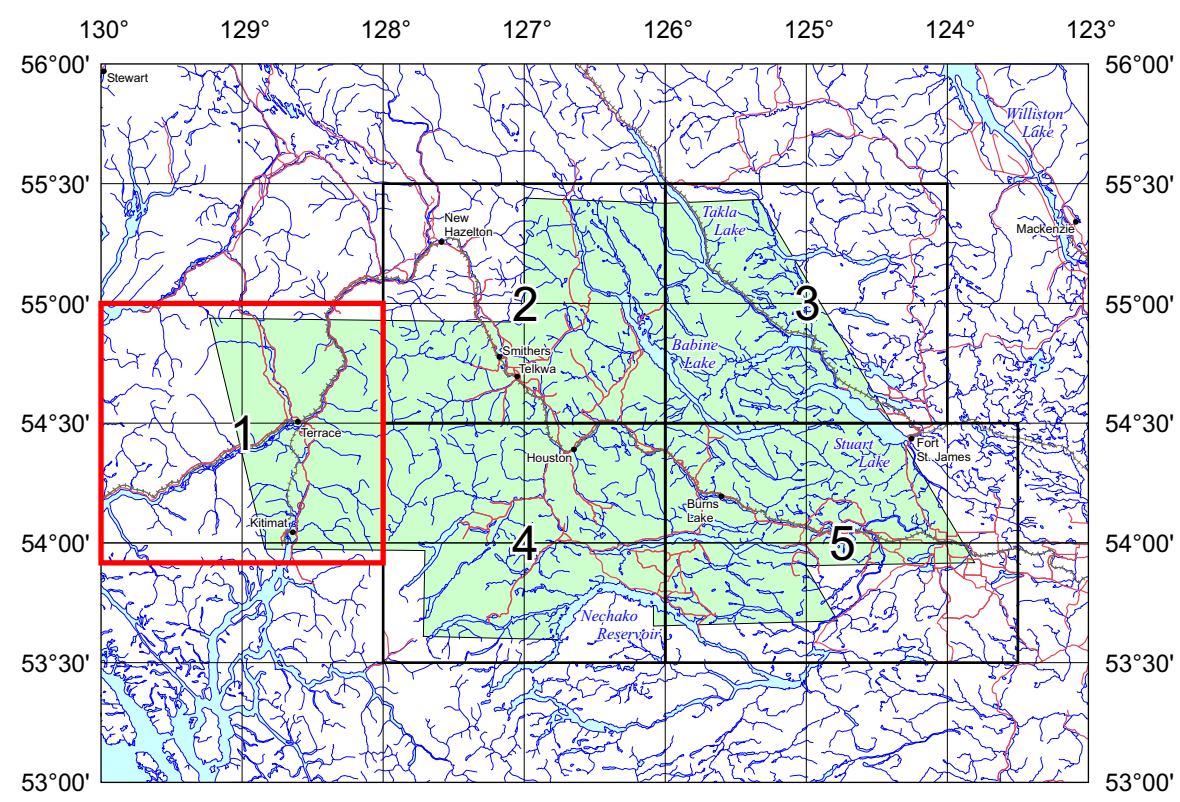 130 129 128 127 126 125 124 123°
56°00' 56°00'
Stewart
Williston
Lake
55°30' 55°30'
Takla
Lake
New
Hazelton
Mackenzie
55°00' 2 3 55°00'
Smithers
Telkwa
Babine
Lake
54°30' 1 54°30'
Terrace
Stuart
Lake
Fort
St. James
Houston
Burns
Lake
Kitimat
54°00' 4 5 54°00'
Nechako
Reservoir
53°30' 53°30'
53°00' 53°00'